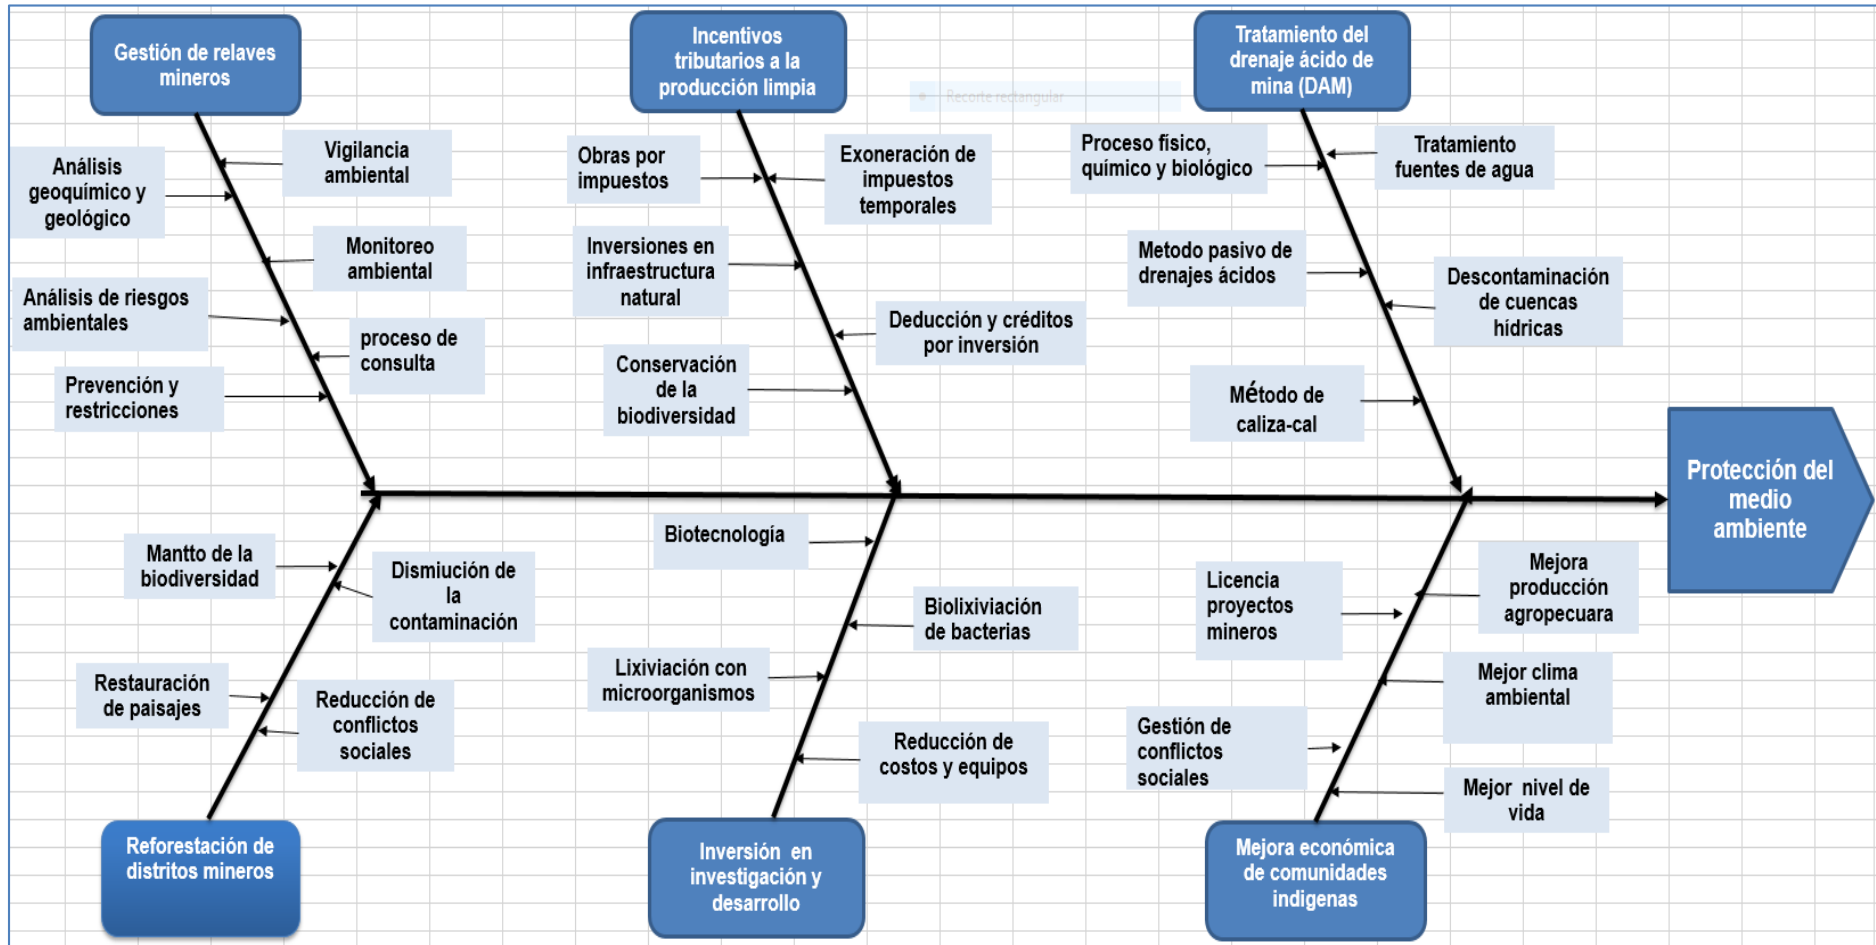 Gestión de relaves
mineros
Incentivos
tributarios a la
producción limpia
Tratamiento del
drenaje ácido de
mina (DAM)
Recorte rectangular
Análisis
geoquímico y
geológico
Vigilancia
ambiental
Monitoreo
ambiental
Análisis de riesgos
ambientales
proceso de
consulta
Prevención y
restricciones
Obras por
impuestos
Exoneración de
impuestos
temporales
Inversiones en
infraestructura
natural
Deducción y créditos
por inversión
Conservación
de la
biodiversidad
Proceso físico,
químico y biológico
Tratamiento
fuentes de agua
Metodo pasivo de
drenajes ácidos
Descontaminación
de cuencas
hídricas
Método de
caliza-cal
Protección del
medio
ambiente
Mantto de la
biodiversidad
Dismiución de
la
contaminación
Restauración
de paisajes
Reducción de
conflictos
sociales
Biotecnología
Biolixiviación
de bacterias
Lixiviación con
microorganismos
Reducción de
costos y equipos
Licencia
proyectos
mineros
Mejora
producción
agropecuara
Mejor clima
ambiental
Gestión de
conflictos
sociales
Mejor nivel de
vida
Reforestación de
distritos mineros
Inversión en
investigación y
desarrollo
Mejora económica
de comunidades
indigenas